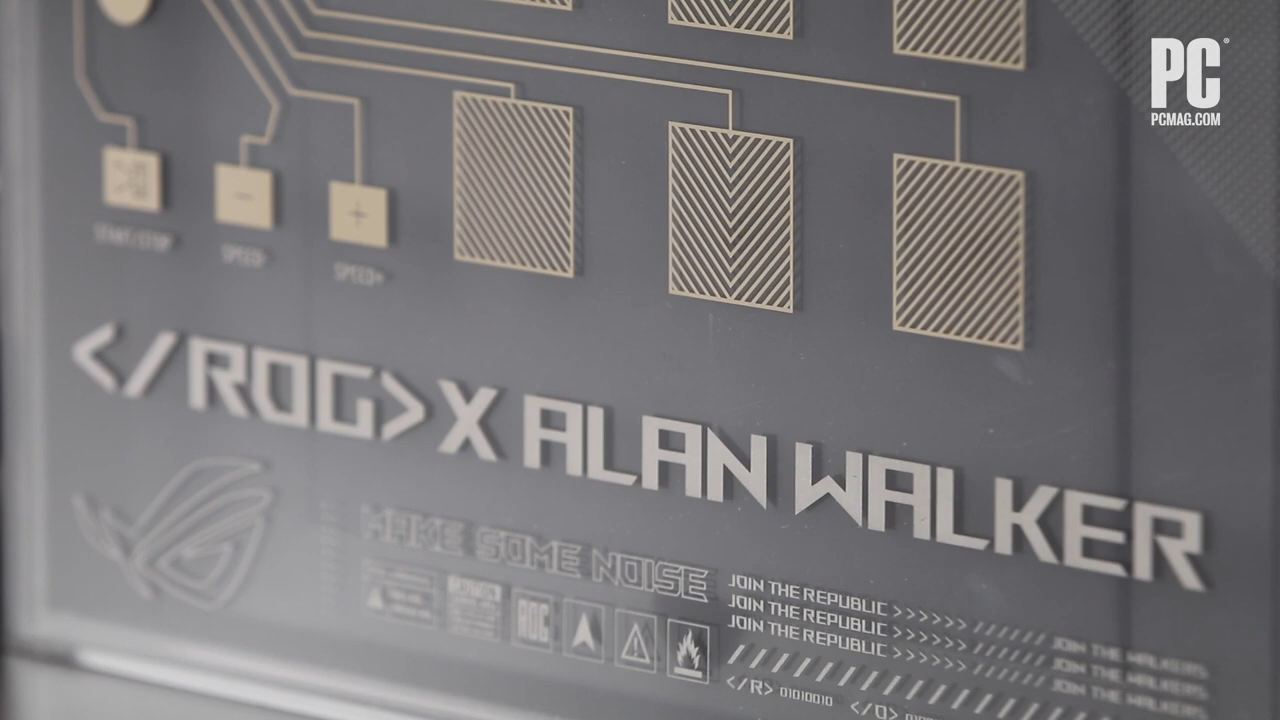 PC
PCMAG.COM
START/STOP
SPEED-
SPEED+
</ROG> X ALAN WALKER
MAKE SOME NOISE
ROG
JOIN THE REPUBLIC >>>>>>> /////// JOIN THE WALKERS
JOIN THE REPUBLIC >>>>>>> /////// JOIN THE WALKERS
JOIN THE REPUBLIC >>>>>>> /////// JOIN THE WALKERS
</R> 01010010 </O>